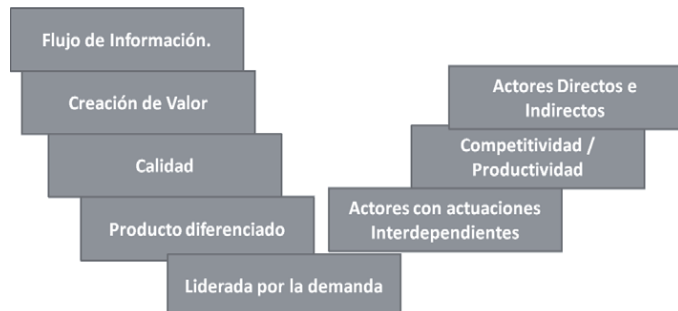 Flujo de Información.
Creación de Valor
Calidad
Producto diferenciado
Liderada por la demanda
Actores con actuaciones
Interdependientes
Competitividad /
Productividad
Actores Directos e
Indirectos